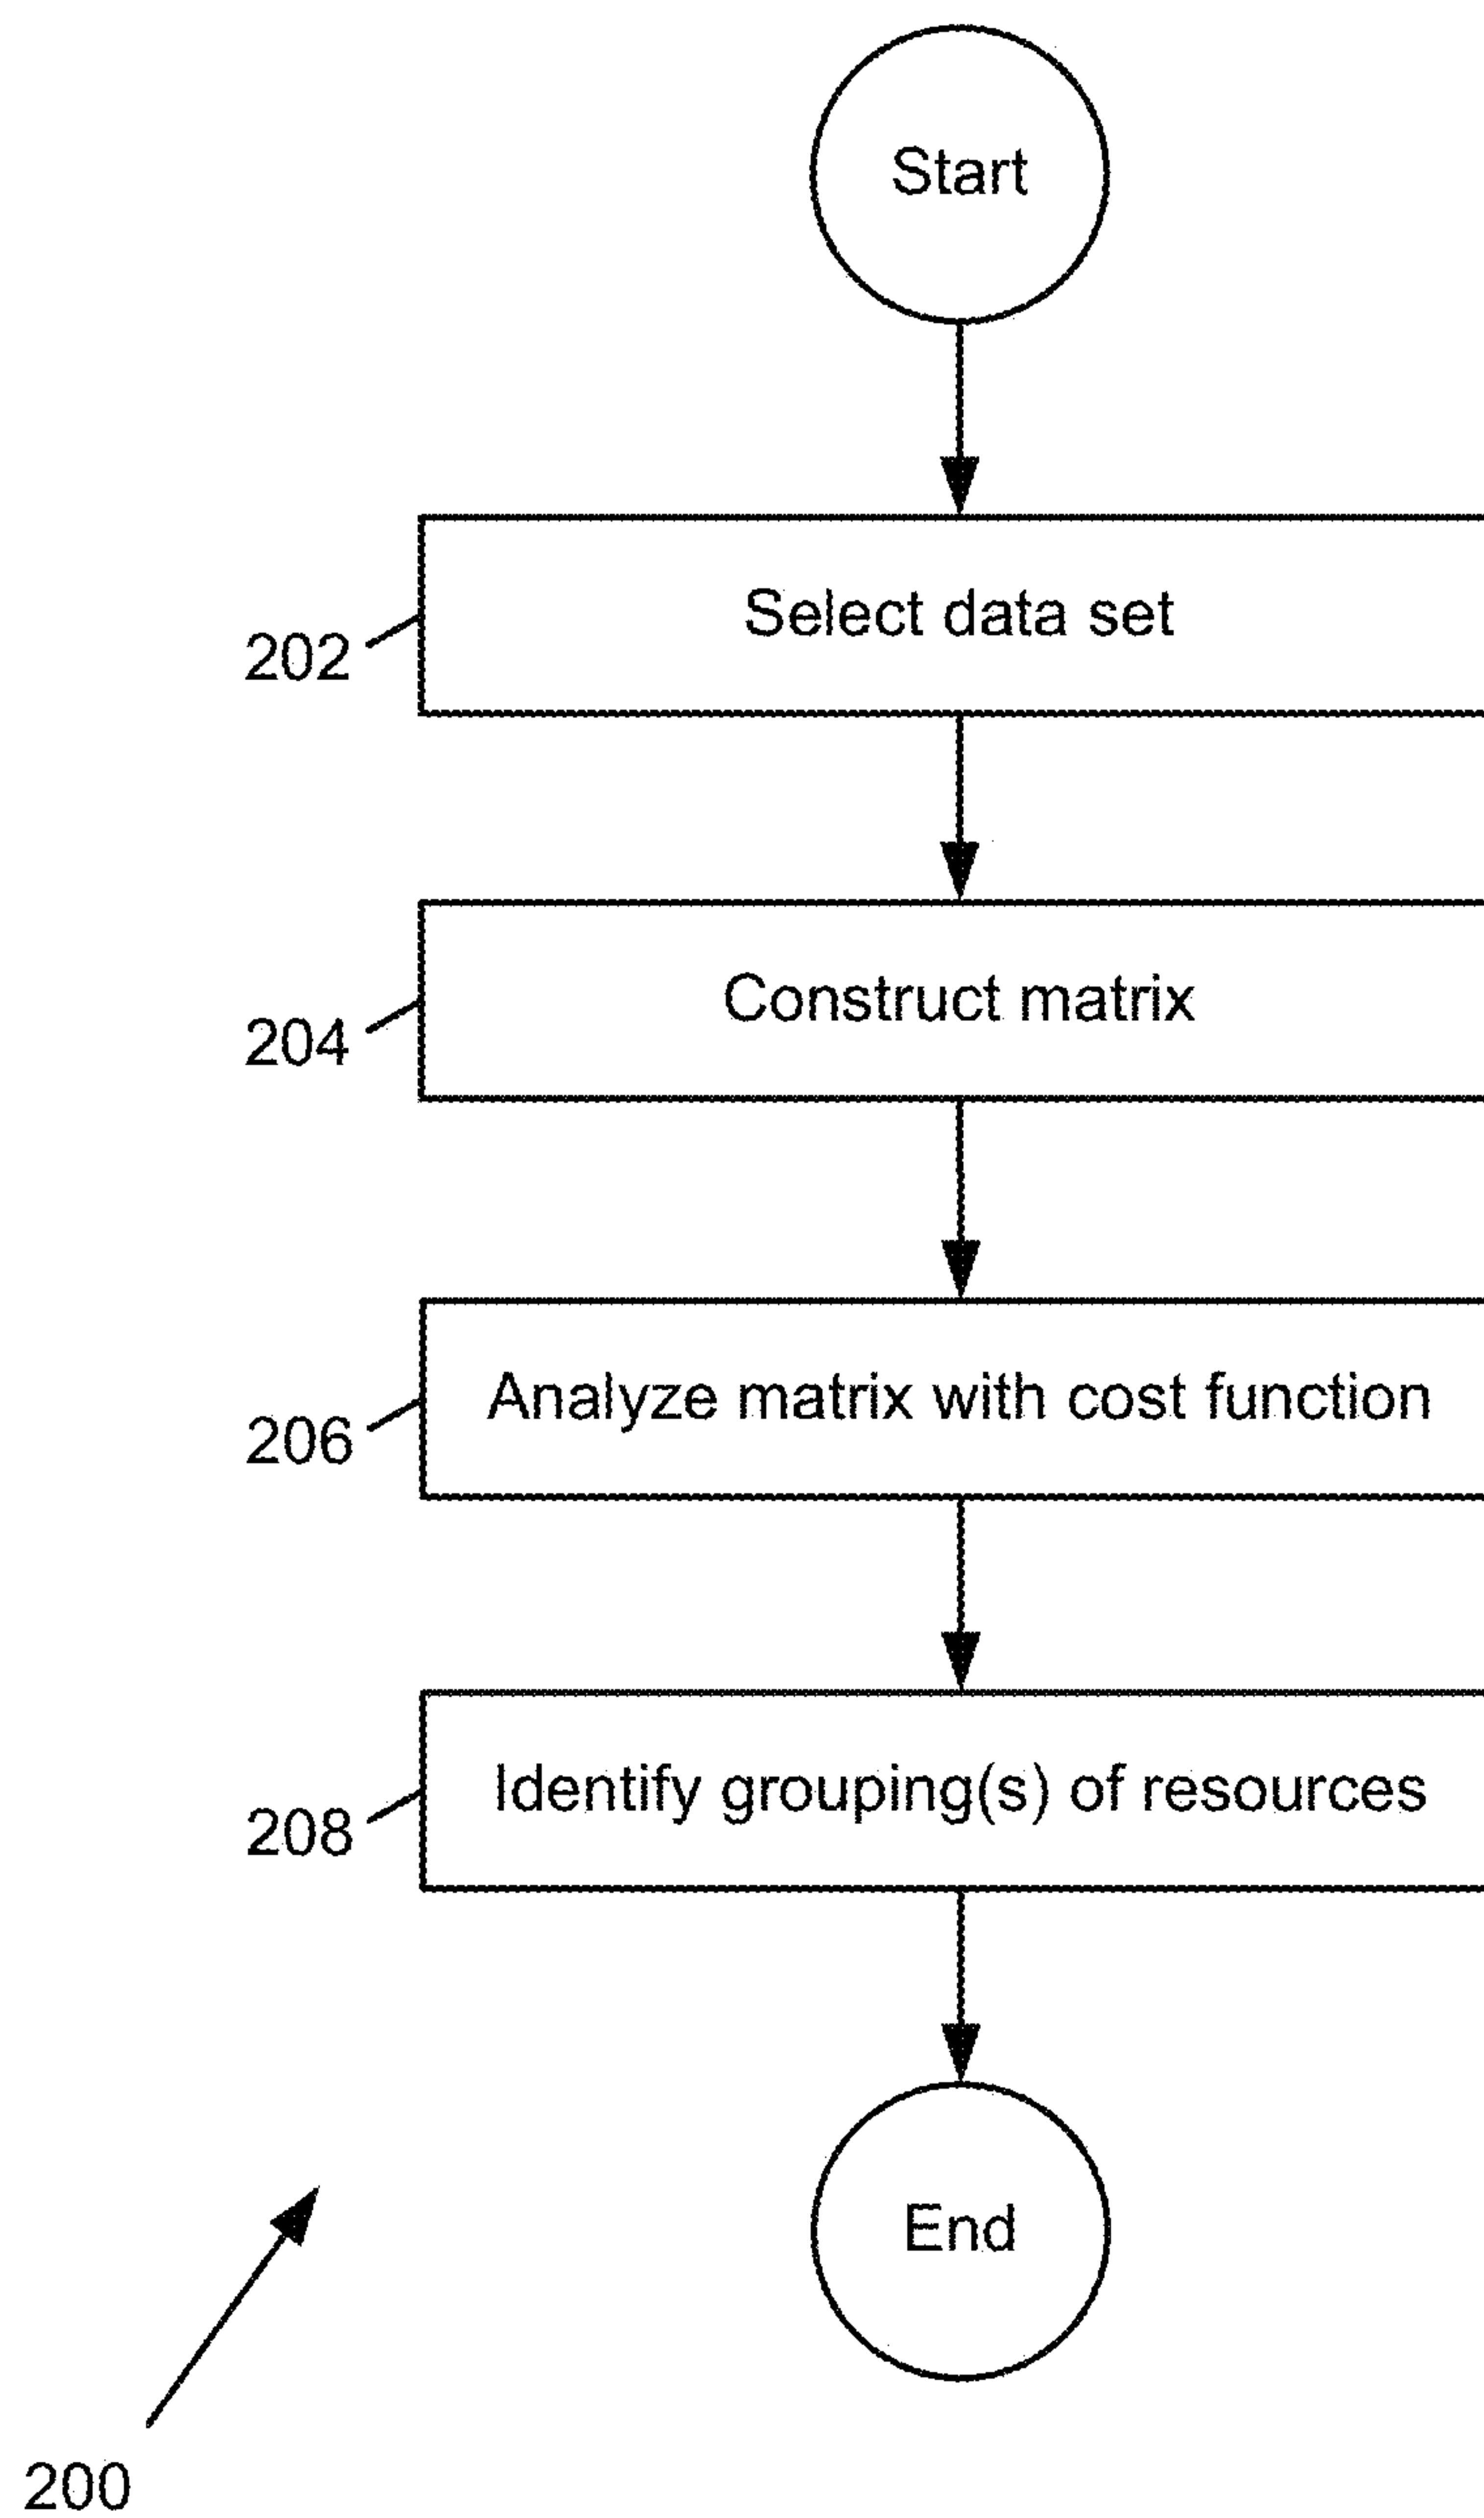 Start
Select data set
202
Construct matrix
204
Analyze matrix with cost function
206
Identify grouping(s) of resources
208
End
200